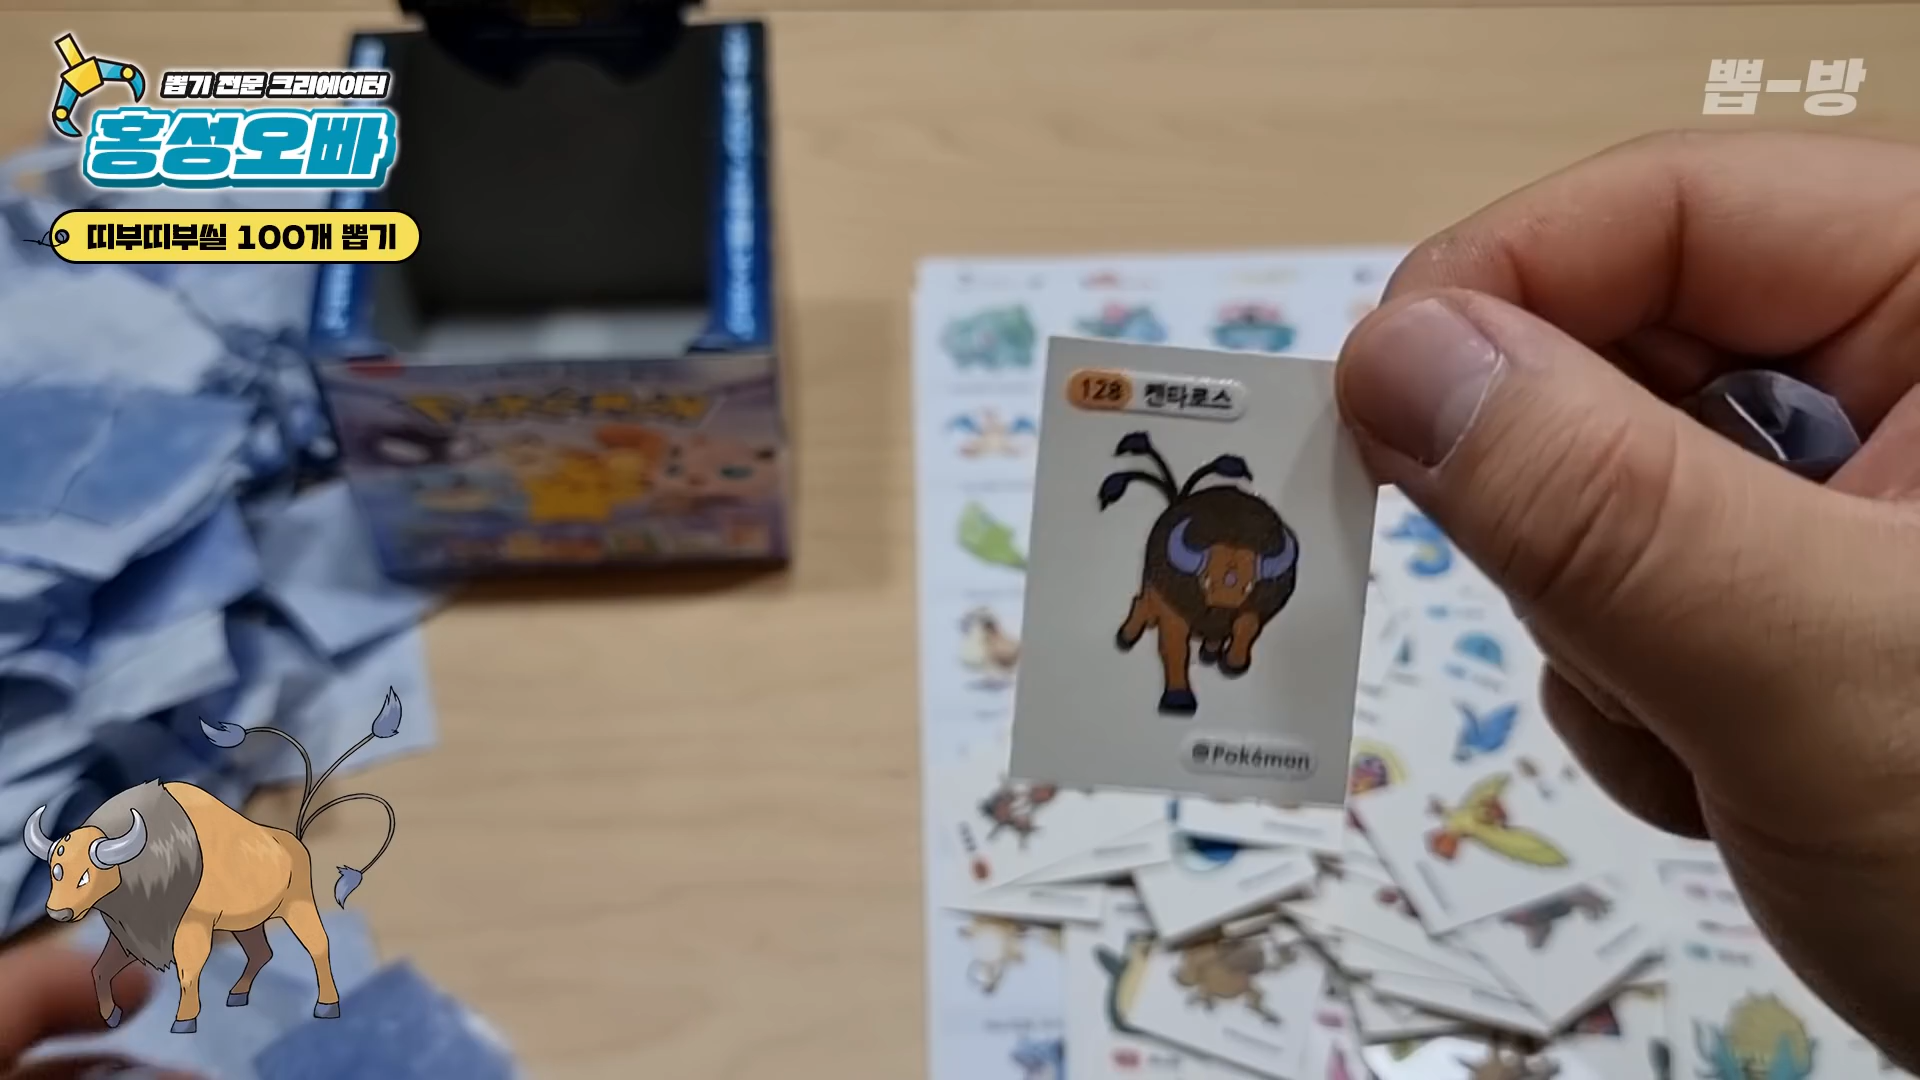 뽑기 전문 크리에이터
홍성오빠
띠부띠부씰 100개 뽑기
뽑-방
POKÉMON
128 켄타로스
©Pokémon